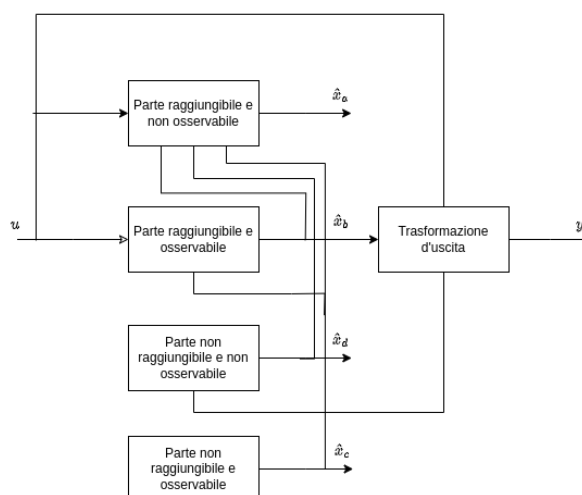 Parte raggiungibile e
non osservabile
x̂ₐ
u
Parte raggiungibile e
osservabile
x̂_b
Trasformazione
d'uscita
y
Parte non
raggiungibile e non
osservabile
x̂_d
Parte non
raggiungibile e
osservabile
x̂_c